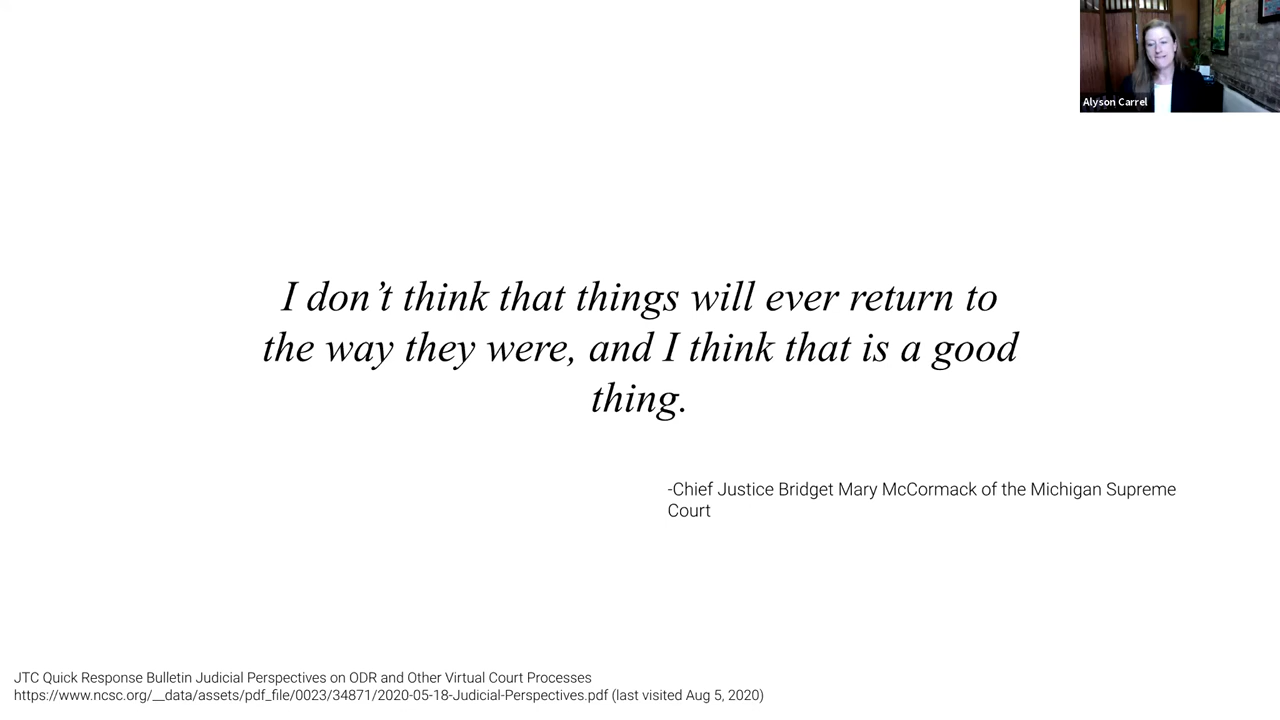 Alyson Carrel
I don’t think that things will ever return to
the way they were, and I think that is a good
thing.
-Chief Justice Bridget Mary McCormack of the Michigan Supreme
Court
JTC Quick Response Bulletin Judicial Perspectives on ODR and Other Virtual Court Processes
https://www.ncsc.org/__data/assets/pdf_file/0023/34871/2020-05-18-Judicial-Perspectives.pdf (last visited Aug 5, 2020)